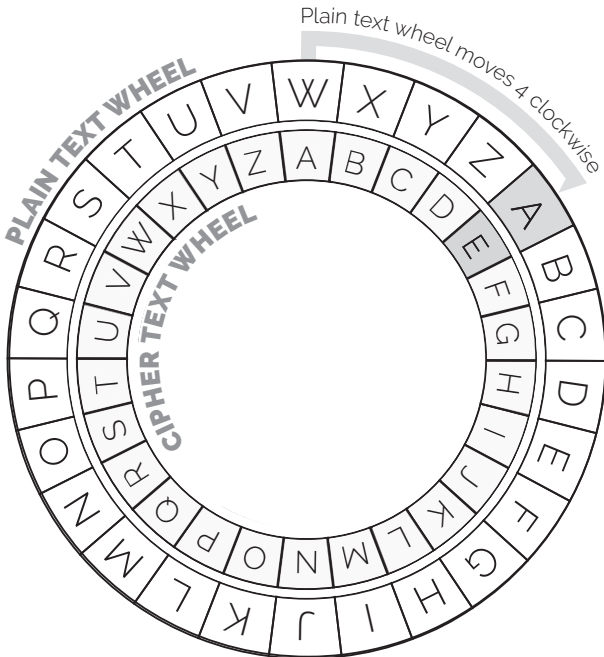 Plain text wheel moves 4 clockwise
PLAIN TEXT WHEEL
W X Y Z A B C D E F G H I J K L M N O P Q R S T U V
A B C D E F G H I J K L M N O P Q R S T U V W X Y Z
CIPHER TEXT WHEEL